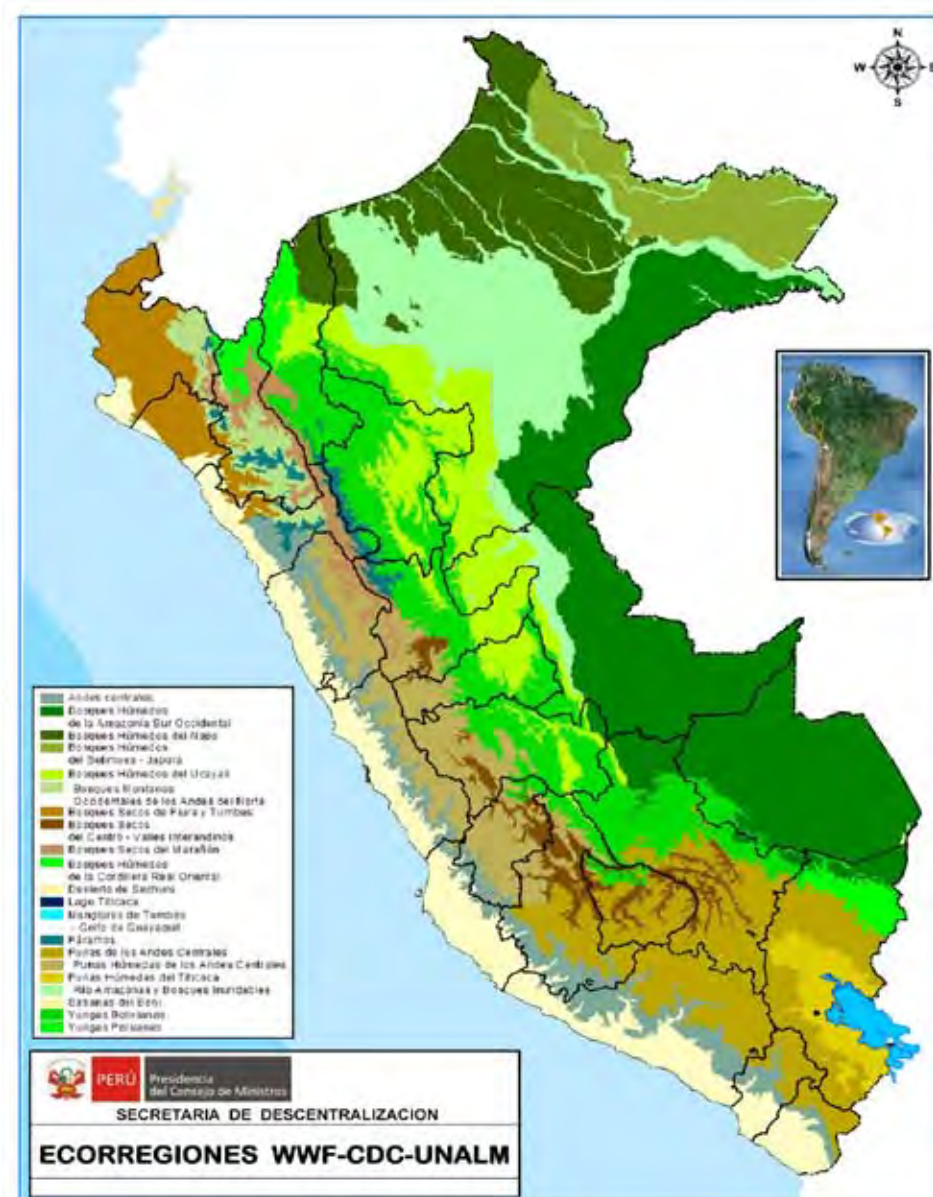 N
W E
S
Andes centrales
Bosques Húmedos
de la Amazonía Sur Occidental
Bosques Húmedos del Napo
Bosques Húmedos
del Solimoes - Japurá
Bosques Húmedos del Ucayali
Bosques Montanos
Occidentales de los Andes del Norte
Bosques Secos de Piura y Tumbes
Bosques Secos
del Centro - Valles Interandinos
Bosques Secos del Marañón
Bosques Húmedos
de la Cordillera Real Oriental
Desierto de Sechura
Lago Titicaca
Manglares de Tumbes
- Golfo de Guayaquil
Páramos
Punas de los Andes Centrales
Punas Húmedas de los Andes Centrales
Punas Húmedas del Titicaca
Río Amazonas y Bosques Inundables
Sabanas del Beni
Yungas Bolivianos
Yungas Peruanos
PERÚ
Presidencia
del Consejo de Ministros
SECRETARIA DE DESCENTRALIZACION
ECORREGIONES WWF-CDC-UNALM